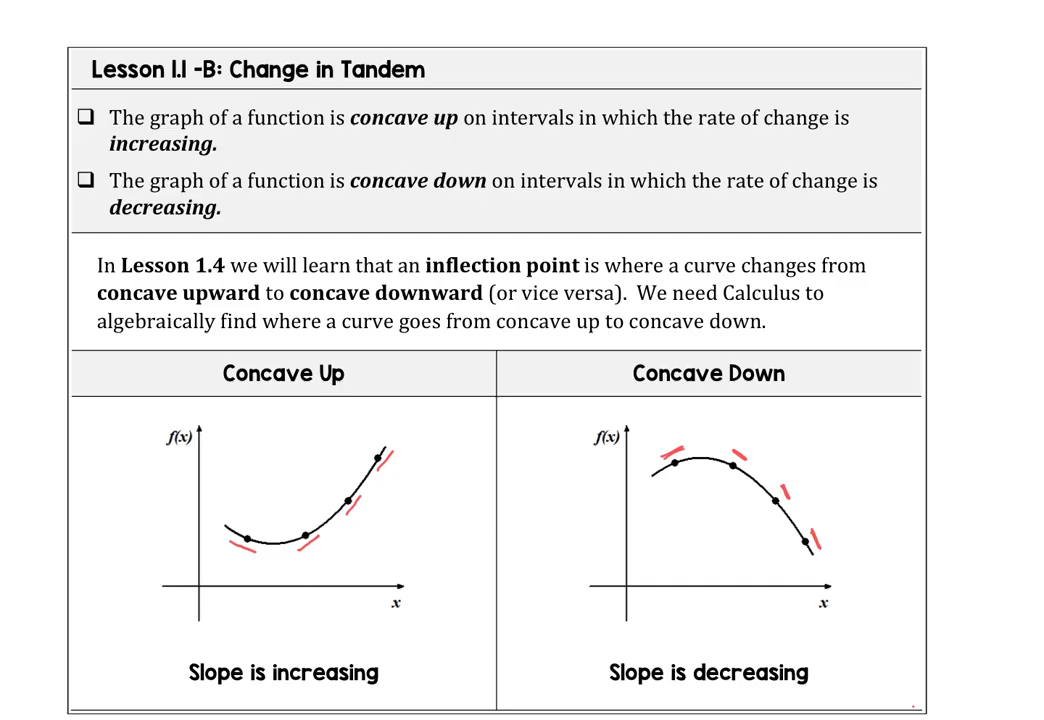 Lesson 1.1 -B: Change in Tandem
❑ The graph of a function is concave up on intervals in which the rate of change is
increasing.
❑ The graph of a function is concave down on intervals in which the rate of change is
decreasing.
In Lesson 1.4 we will learn that an inflection point is where a curve changes from
concave upward to concave downward (or vice versa). We need Calculus to
algebraically find where a curve goes from concave up to concave down.
Concave Up
Concave Down
f(x)
x
f(x)
x
Slope is increasing
Slope is decreasing